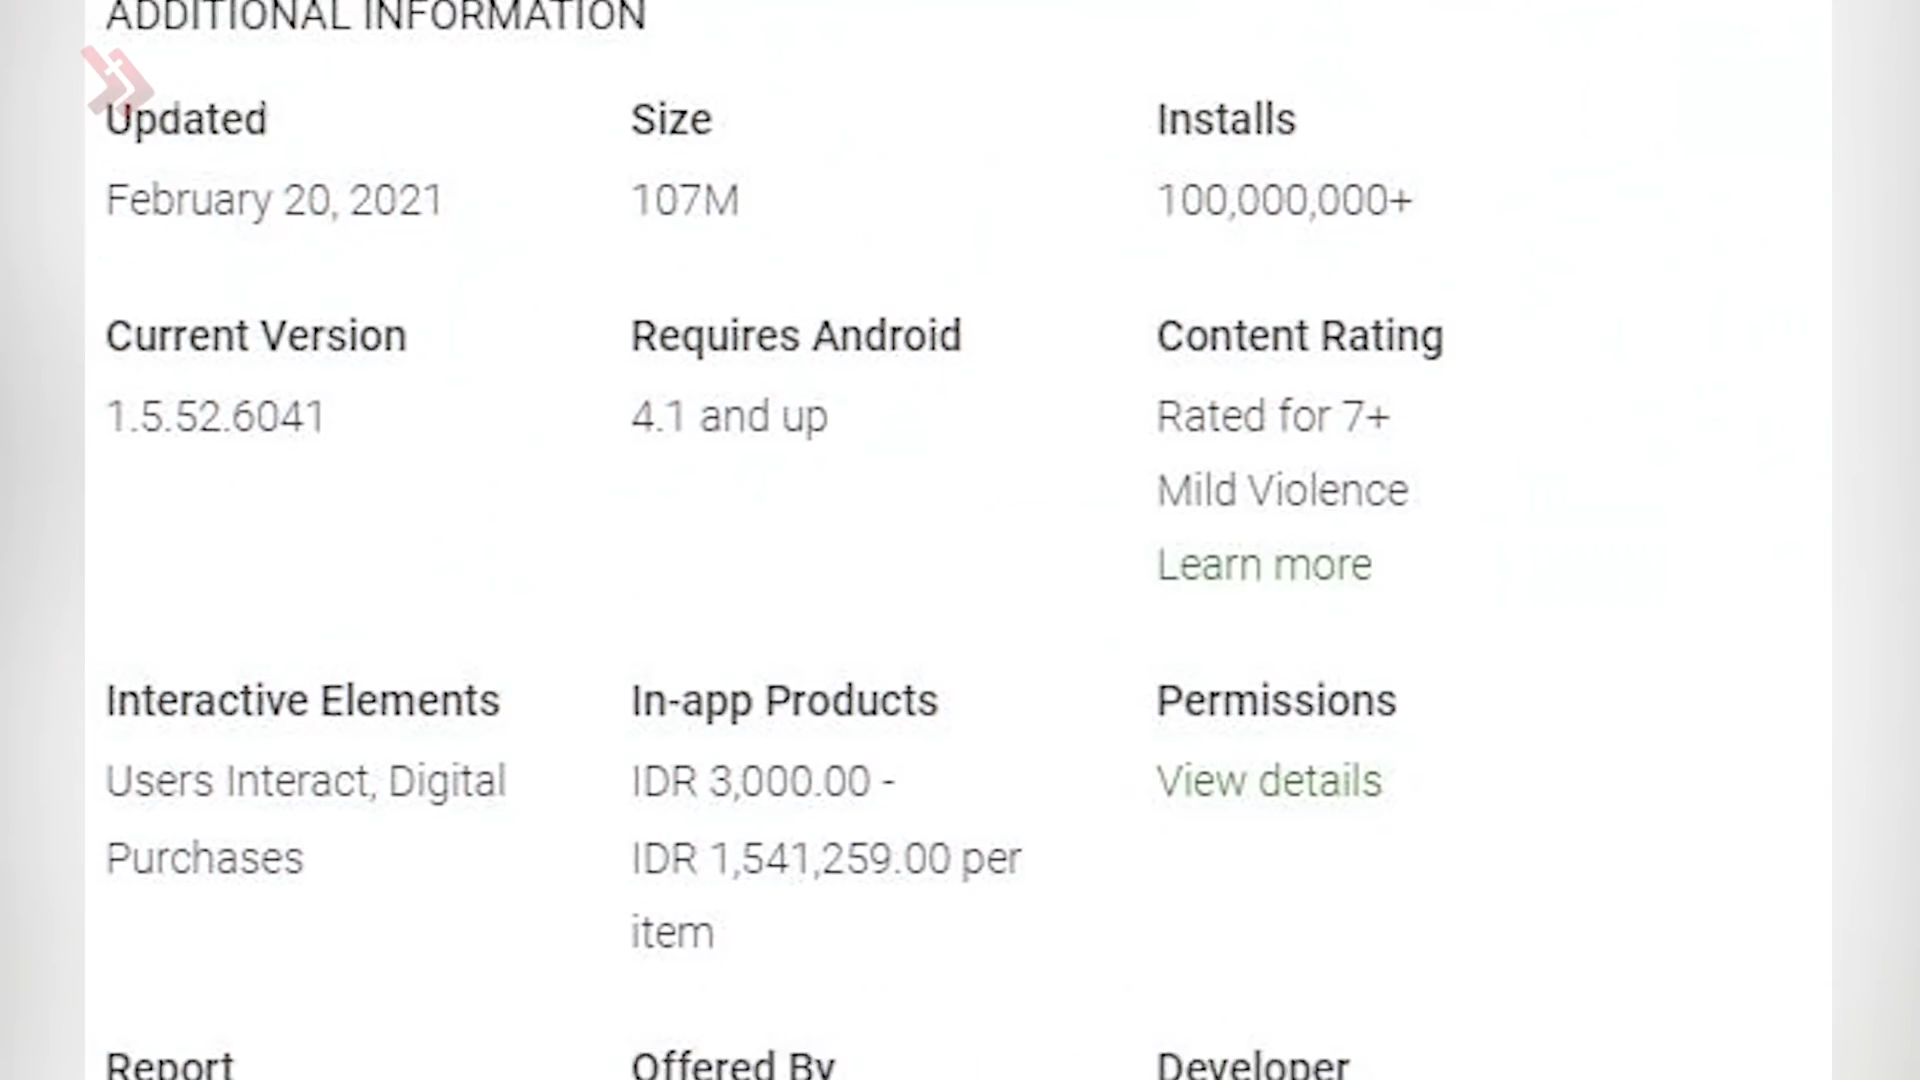 ADDITIONAL INFORMATION
Updated Size Installs
February 20, 2021 107M 100,000,000+
Current Version Requires Android Content Rating
1.5.52.6041 4.1 and up Rated for 7+
Mild Violence
Learn more
Interactive Elements In-app Products Permissions
Users Interact, Digital IDR 3,000.00 - View details
Purchases IDR 1,541,259.00 per
item
Report Offered By Developer